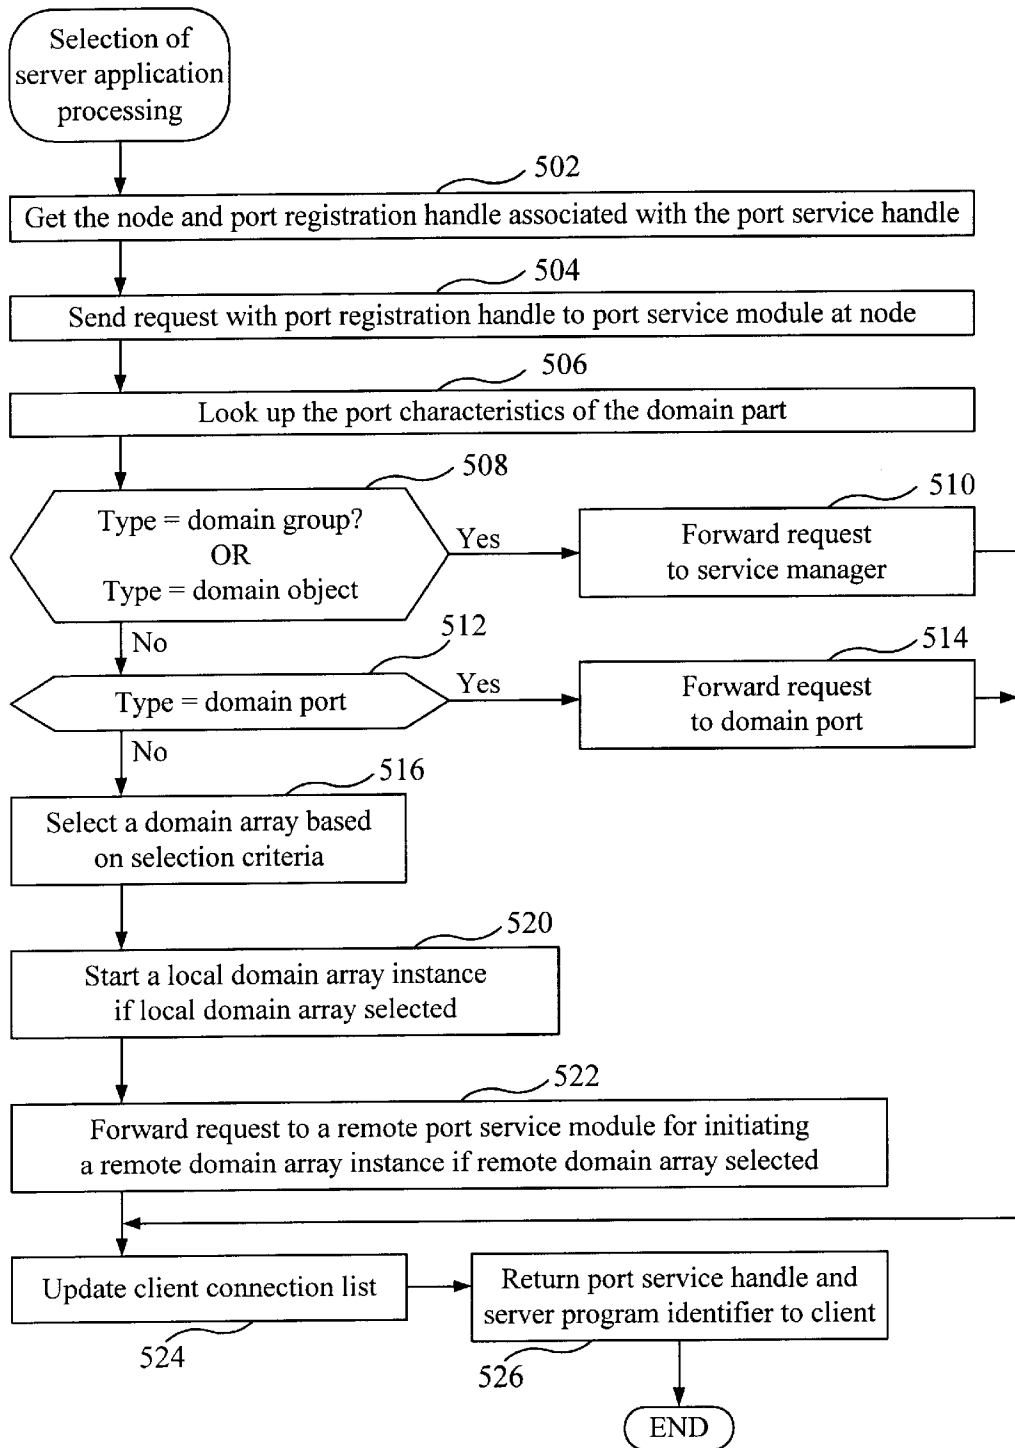 Selection of
server application
processing
502
Get the node and port registration handle associated with the port service handle
504
Send request with port registration handle to port service module at node
506
Look up the port characteristics of the domain part
508
Type = domain group?
OR
Type = domain object
Yes
510
Forward request
to service manager
No
512
Type = domain port
Yes
514
Forward request
to domain port
No
516
Select a domain array based
on selection criteria
520
Start a local domain array instance
if local domain array selected
522
Forward request to a remote port service module for initiating
a remote domain array instance if remote domain array selected
Update client connection list
524
Return port service handle and
server program identifier to client
526
END